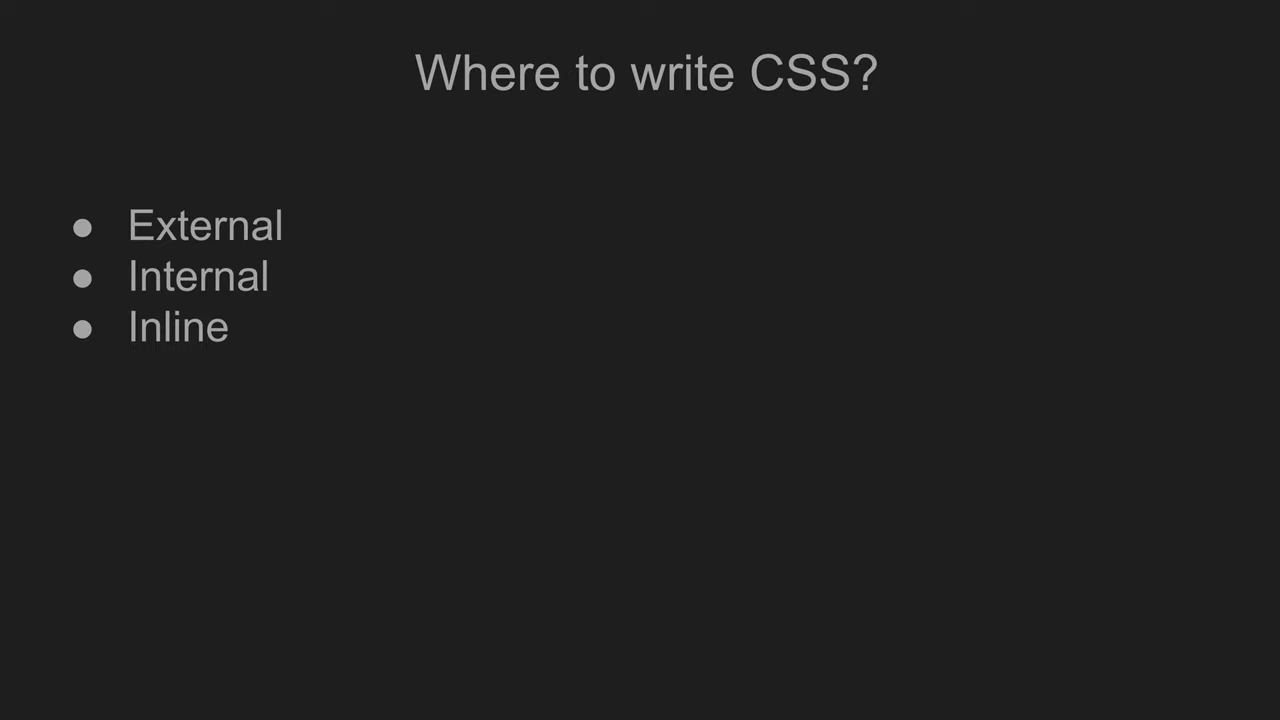 Where to write CSS?
● External
● Internal
● Inline